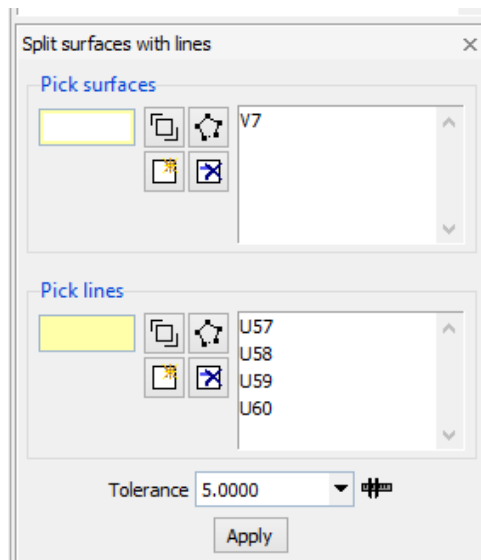 Split surfaces with lines
Pick surfaces
V7
Pick lines
U57
U58
U59
U60
Tolerance 5.0000
Apply